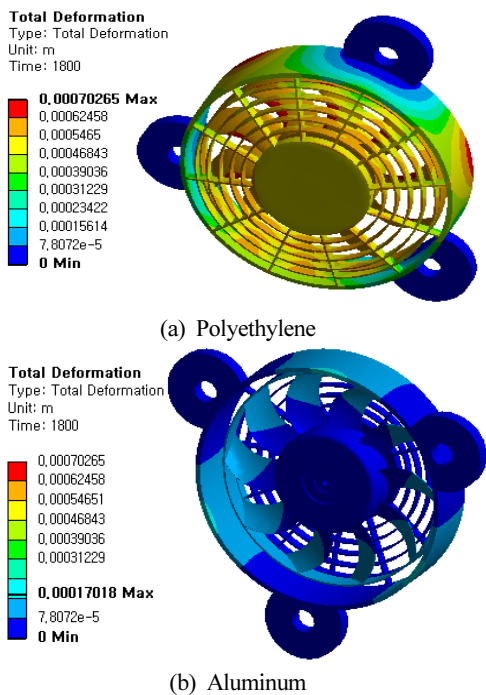 Total Deformation
Type: Total Deformation
Unit: m
Time: 1800
0,00070265 Max
0,00062458
0,0005465
0,00046843
0,00039036
0,00031229
0,00023422
0,00015614
7,8072e-5
0 Min
(a) Polyethylene
Total Deformation
Type: Total Deformation
Unit: m
Time: 1800
0,00070265
0,00062458
0,00054651
0,00046843
0,00039036
0,00031229
0,00017018 Max
7,8072e-5
0 Min
(b) Aluminum